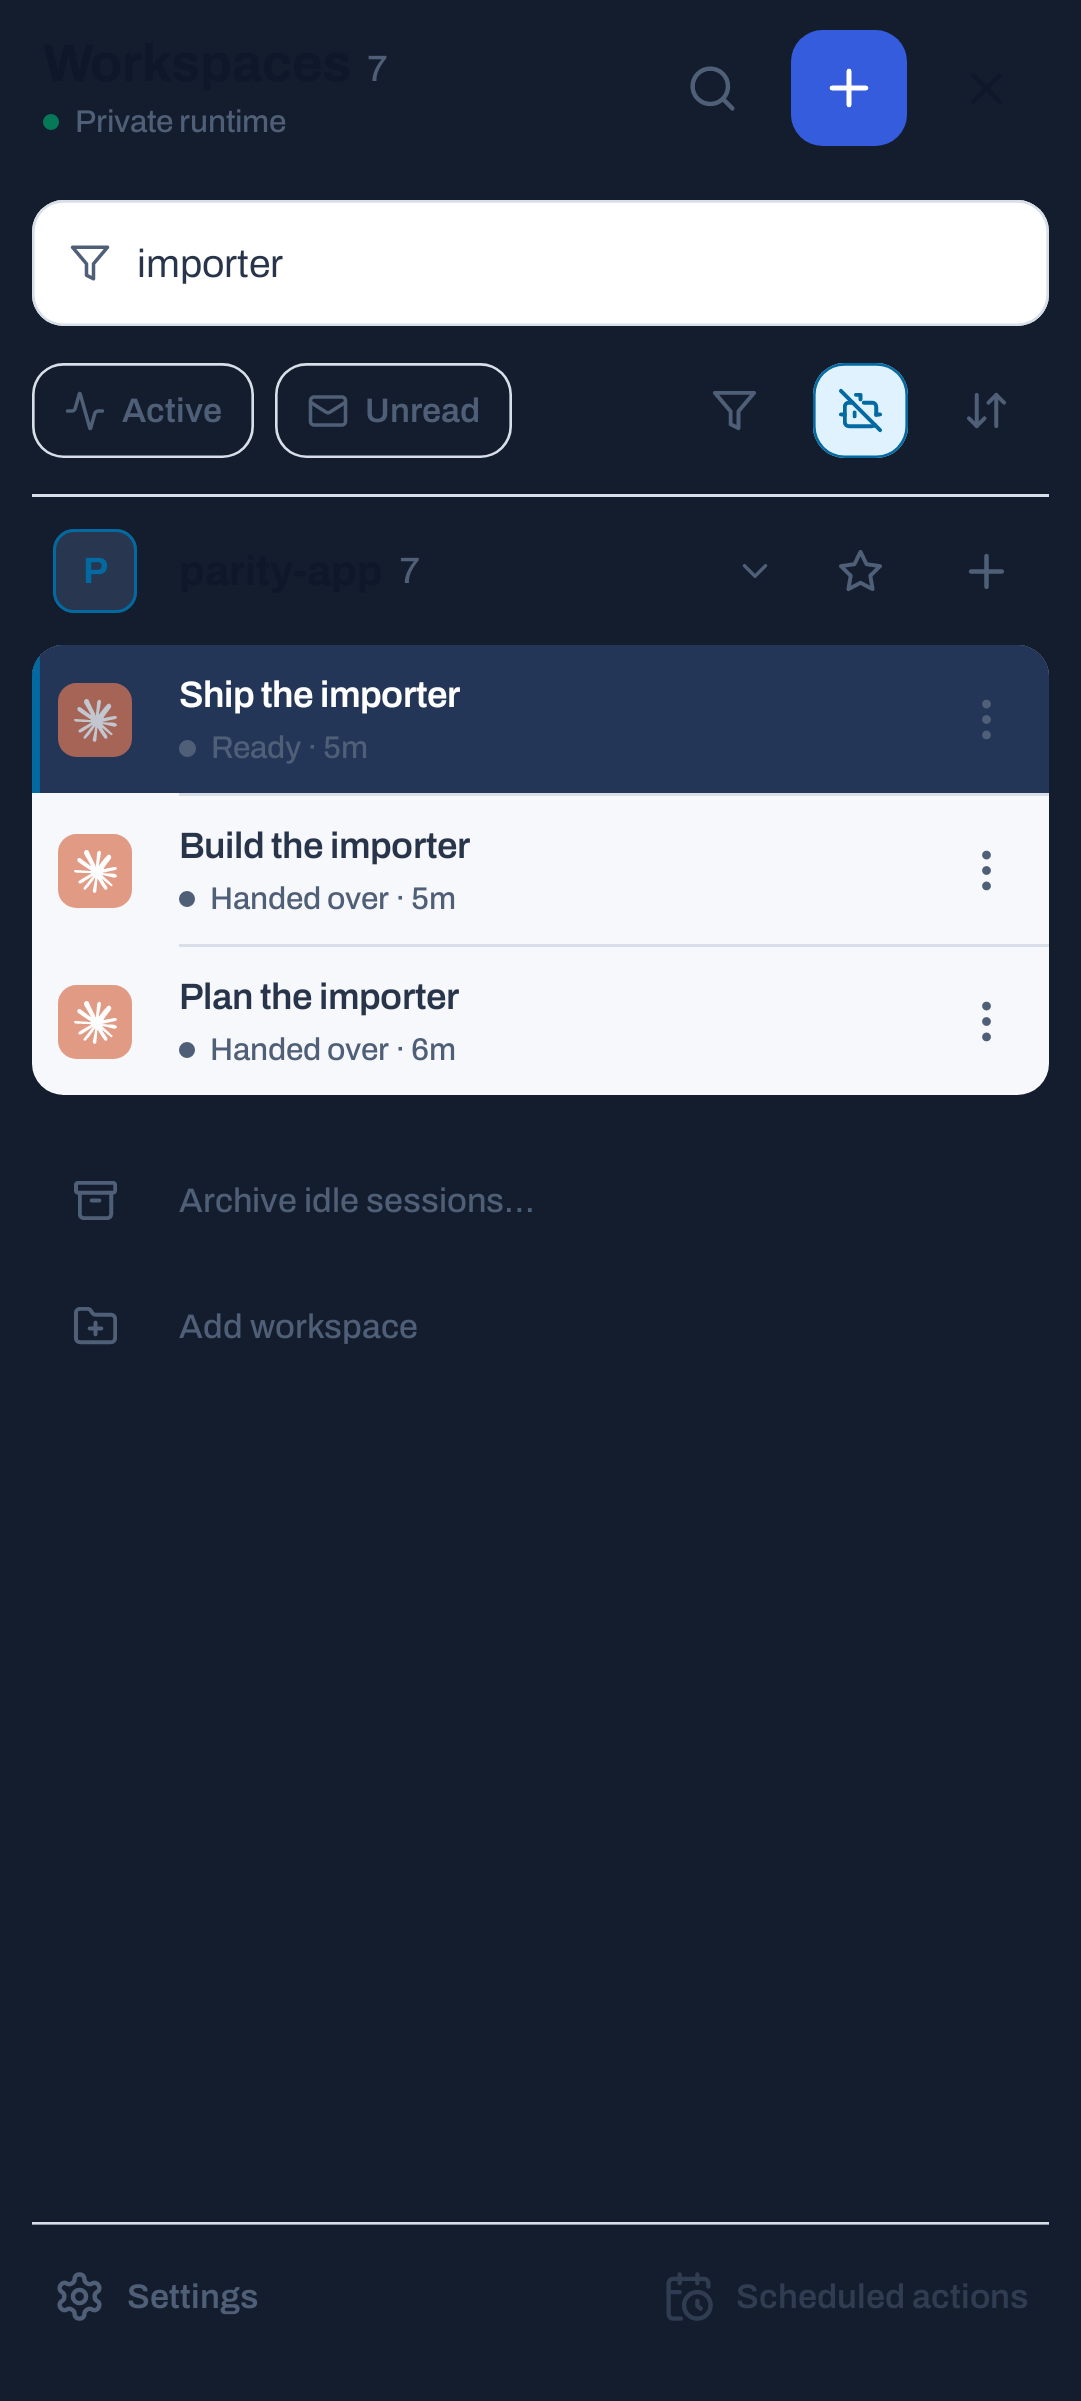 Workspaces 7
Private runtime
importer
Active Unread
P parity-app 7
Ship the importer
Ready · 5m
Build the importer
Handed over · 5m
Plan the importer
Handed over · 6m
Archive idle sessions...
Add workspace
Settings Scheduled actions